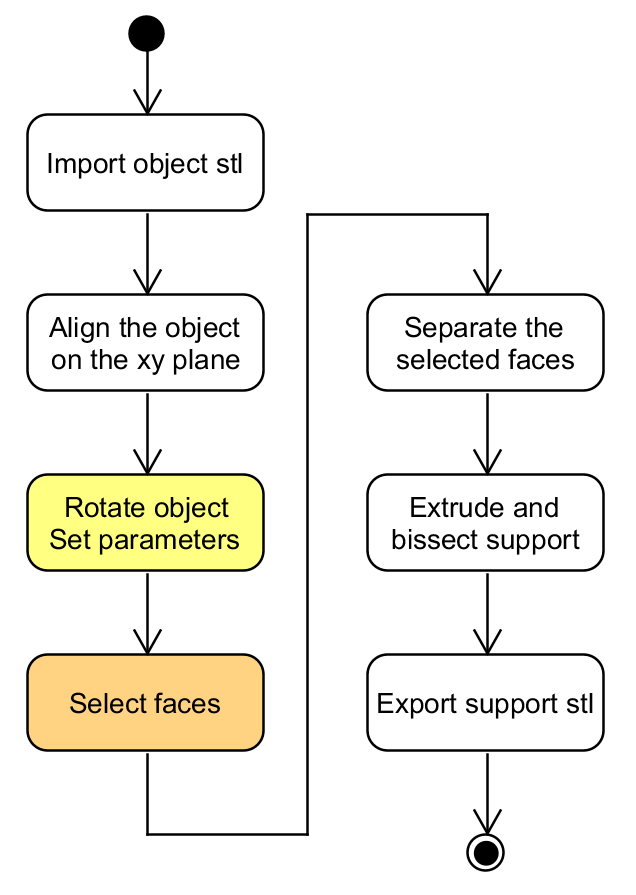 Import object stl
Align the object
on the xy plane
Rotate object
Set parameters
Select faces
Separate the
selected faces
Extrude and
bissect support
Export support stl